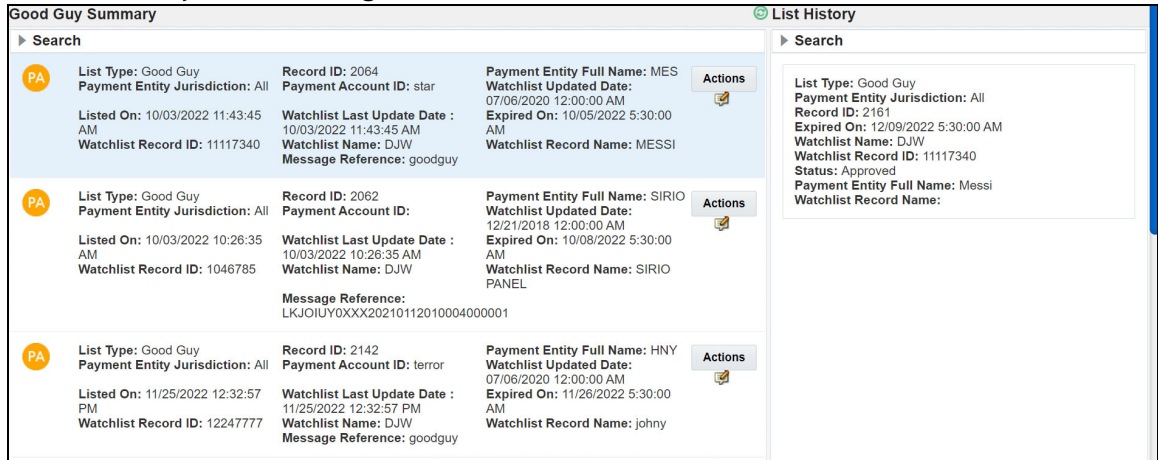 Good Guy Summary
Search
PA
List Type: Good Guy
Payment Entity Jurisdiction: All
Listed On: 10/03/2022 11:43:45
AM
Watchlist Record ID: 11117340
Record ID: 2064
Payment Account ID: star
Watchlist Last Update Date :
10/03/2022 11:43:45 AM
Watchlist Name: DJW
Message Reference: goodguy
Payment Entity Full Name: MES
Watchlist Updated Date:
07/06/2020 12:00:00 AM
Expired On: 10/05/2022 5:30:00
AM
Watchlist Record Name: MESSI
Actions
PA
List Type: Good Guy
Payment Entity Jurisdiction: All
Listed On: 10/03/2022 10:26:35
AM
Watchlist Record ID: 1046785
Record ID: 2062
Payment Account ID:
Watchlist Last Update Date :
10/03/2022 10:26:35 AM
Watchlist Name: DJW
Message Reference:
LKJOIUY0XXX20210112010004000001
Payment Entity Full Name: SIRIO
Watchlist Updated Date:
12/21/2018 12:00:00 AM
Expired On: 10/08/2022 5:30:00
AM
Watchlist Record Name: SIRIO
PANEL
Actions
PA
List Type: Good Guy
Payment Entity Jurisdiction: All
Listed On: 11/25/2022 12:32:57
PM
Watchlist Record ID: 12247777
Record ID: 2142
Payment Account ID: terror
Watchlist Last Update Date :
11/25/2022 12:32:57 PM
Watchlist Name: DJW
Message Reference: goodguy
Payment Entity Full Name: HNY
Watchlist Updated Date:
07/06/2020 12:00:00 AM
Expired On: 11/26/2022 5:30:00
AM
Watchlist Record Name: johny
Actions
List History
Search
List Type: Good Guy
Payment Entity Jurisdiction: All
Record ID: 2161
Expired On: 12/09/2022 5:30:00 AM
Watchlist Name: DJW
Watchlist Record ID: 11117340
Status: Approved
Payment Entity Full Name: Messi
Watchlist Record Name: